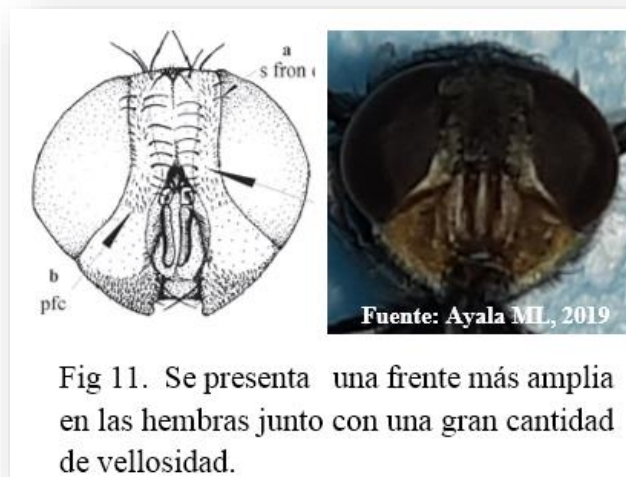 a
s fron
b
pfc
Fuente: Ayala ML, 2019
Fig 11. Se presenta una frente más amplia
en las hembras junto con una gran cantidad
de vellosidad.